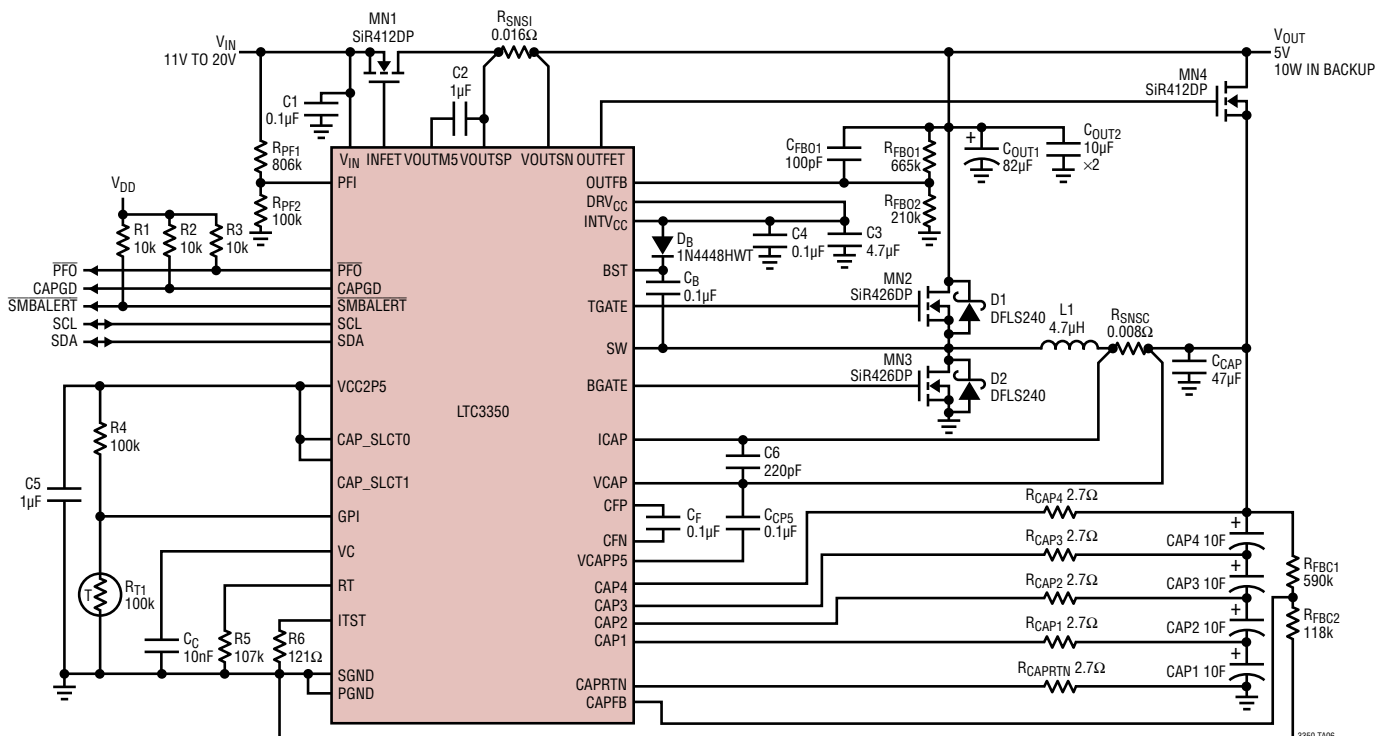 MN1
SiR412DP
RSNSI
0.016Ω
VIN
11V TO 20V
VOUT
5V
10W IN BACKUP
MN4
SiR412DP
C1
0.1µF
C2
1µF
RPF1
806k
RPF2
100k
VIN INFET VOUTM5 VOUTSP VOUTSN OUTFET
CFBO1
100pF
RFBO1
665k
+
COUT1
82µF
COUT2
10µF
×2
RFBO2
210k
PFI
OUTFB
DRVCC
INTVCC
VDD
R1
10k
R2
10k
R3
10k
DB
1N4448HWT
C4
0.1µF
C3
4.7µF
PFO
CAPGD
SMBALERT
SCL
SDA
PFO
CAPGD
SMBALERT
SCL
SDA
BST
TGATE
SW
BGATE
CB
0.1µF
MN2
SiR426DP
D1
DFLS240
L1
4.7µH
RSNSC
0.008Ω
MN3
SiR426DP
D2
DFLS240
CCAP
47µF
VCC2P5
LTC3350
R4
100k
CAP_SLCT0
CAP_SLCT1
ICAP
C6
220pF
VCAP
C5
1µF
GPI
CFP
CF
0.1µF
CFN
CCP5
0.1µF
VCAPP5
VC
T
RT1
100k
RT
CC
10nF
R5
107k
ITST
R6
121Ω
SGND
PGND
CAP4
CAP3
CAP2
CAP1
CAPRTN
CAPFB
RCAP4 2.7Ω
RCAP3 2.7Ω
RCAP2 2.7Ω
RCAP1 2.7Ω
RCAPRTN 2.7Ω
+
CAP4 10F
+
CAP3 10F
+
CAP2 10F
+
CAP1 10F
RFBC1
590k
RFBC2
118k
3350 TA06